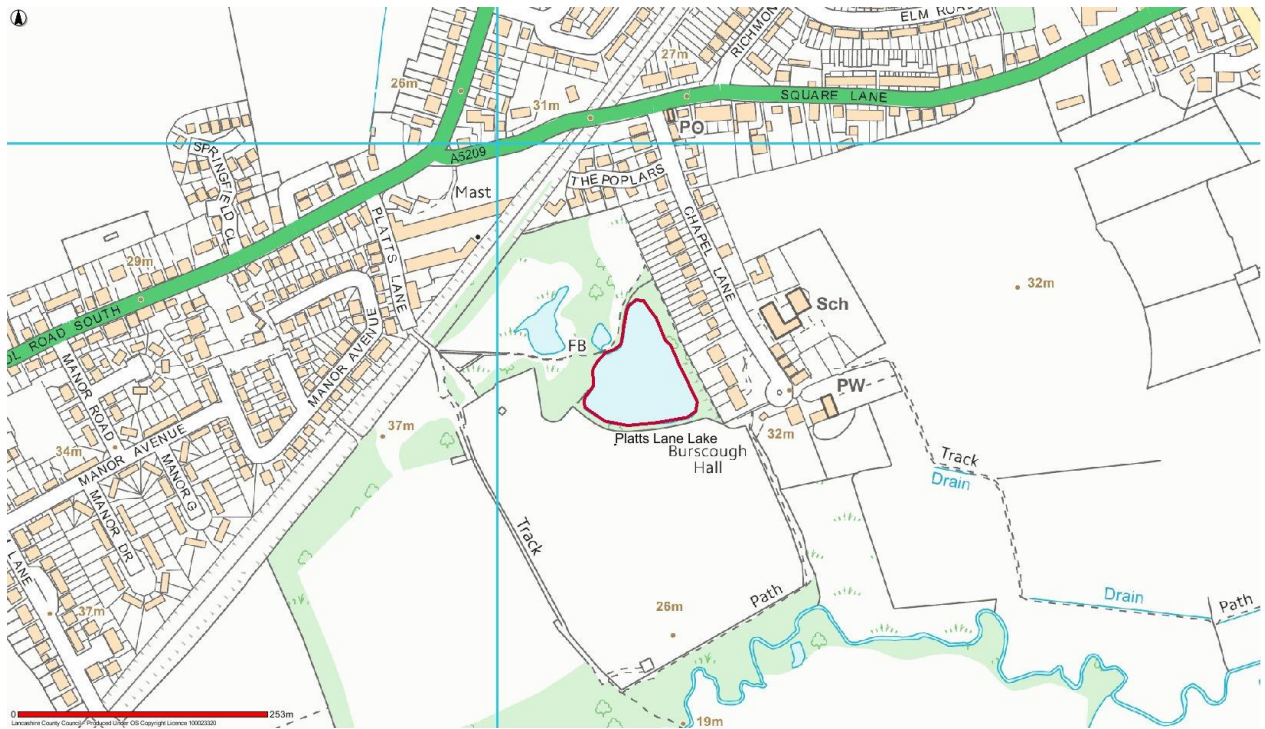 ELM ROAD
RICHMON
27m
26m
SQUARE LANE
31m
PO
A5209
SPRINGFIELD CL
THE POPLARS
Mast
PLATTS LANE
CHAPEL LANE
29m
32m
Sch
OL ROAD SOUTH
FB
MANOR AVENUE
MANOR ROAD
PW
37m
32m
Platts Lane Lake
Burscough
Hall
34m
MANOR AVENUE
Track
Drain
MANOR G
MANOR DR
Track
L LANE
37m
26m
Path
Drain
Path
19m
0
253m
Lancashire County Council - Produced Under OS Copyright Licence 100023320